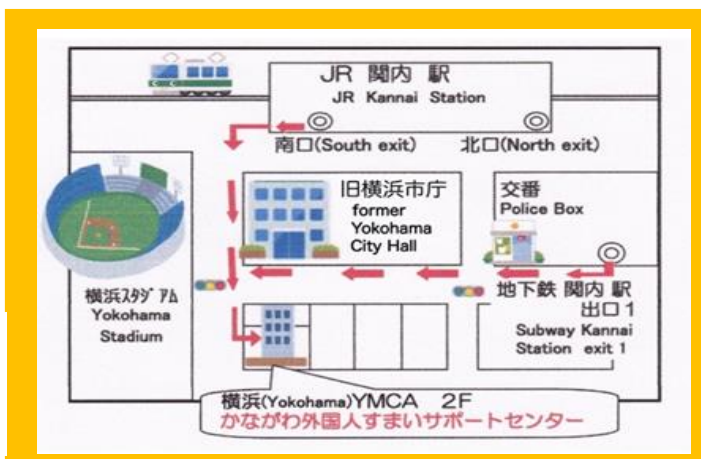 JR 関内 駅
JR Kannai Station
南口(South exit)
北口(North exit)
旧横浜市庁
former
Yokohama
City Hall
交番
Police Box
横浜ｽﾀｼﾞｱﾑ
Yokohama
Stadium
地下鉄 関内 駅
出口1
Subway Kannai
Station exit 1
横浜(Yokohama)YMCA 2F
かながわ外国人すまいサポートセンター